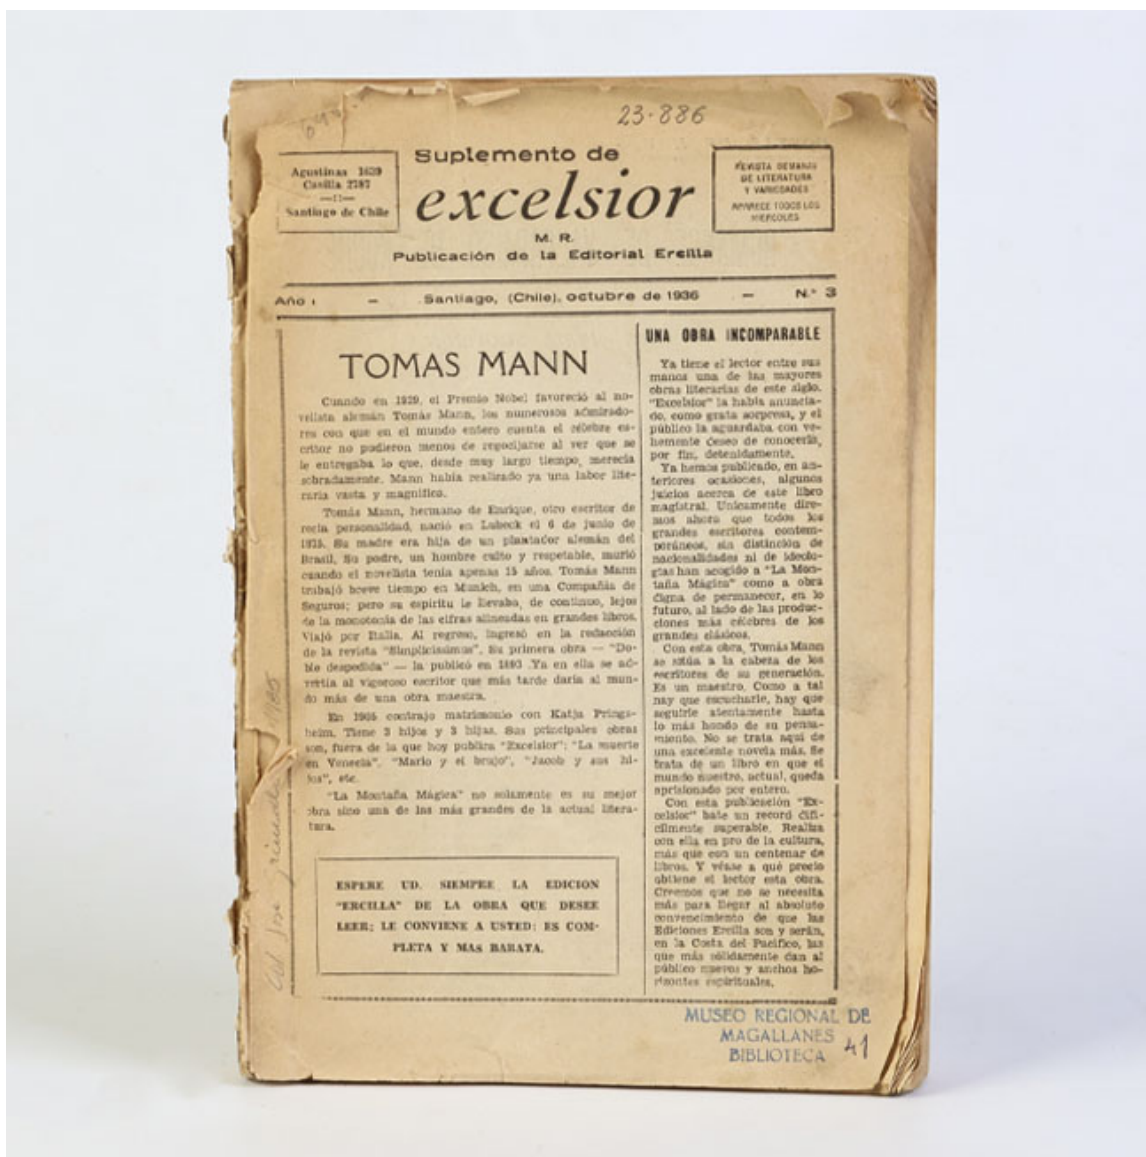 23-886
Agustinas 1639
Casilla 2787
Santiago de Chile
Suplemento de
excelsior
M. R.
Publicación de la Editorial Ercilla
REVISTA SEMANAL
DE LITERATURA
Y VARIEDADES
APARECE TODOS LOS
MIERCOLES
Año I - Santiago, (Chile), octubre de 1936 - N.° 3
TOMAS MANN
Cuando en 1929, el Premio Nobel favoreció al no-
velista alemán Tomás Mann, los numerosos admirado-
res con que en el mundo entero cuenta el célebre es-
critor no pudieron menos de regocijarse al ver que se
le entregaba lo que, desde muy largo tiempo, merecía
sobradamente. Mann había realizado ya una labor lite-
raria vasta y magnífica.
Tomás Mann, hermano de Enrique, otro escritor de
recia personalidad, nació en Lubeck el 6 de junio de
1875. Su madre era hija de un plantador alemán del
Brasil. Su padre, un hombre culto y respetable, murió
cuando el novelista tenía apenas 15 años. Tomás Mann
trabajó breve tiempo en Munich, en una Compañía de
Seguros; pero su espíritu le llevaba, de continuo, lejos
de la monotonía de las cifras alineadas en grandes libros.
Viajó por Italia. Al regreso, ingresó en la redacción
de la revista "Simplicissimus". Su primera obra — "Do-
ble despedida" — la publicó en 1893 .Ya en ella se ad-
vertía al vigoroso escritor que más tarde daría al mun-
do más de una obra maestra.
En 1905 contrajo matrimonio con Katja Prings-
heim. Tiene 3 hijos y 3 hijas. Sus principales obras
son, fuera de la que hoy publica "Excelsior": "La muerte
en Venecia", "Mario y el brujo", "Jacob y sus hi-
jos", etc.
"La Montaña Mágica" no solamente es su mejor
obra sino una de las más grandes de la actual litera-
tura.
ESPERE UD. SIEMPRE LA EDICION
"ERCILLA" DE LA OBRA QUE DESEE
LEER; LE CONVIENE A USTED: ES COM-
PLETA Y MAS BARATA.
UNA OBRA INCOMPARABLE
Ya tiene el lector entre sus
manos una de las mayores
obras literarias de este siglo.
"Excelsior" la había anuncia-
do, como grata sorpresa, y el
público la aguardaba con ve-
hemente deseo de conocerla,
por fin, detenidamente.
Ya hemos publicado, en an-
teriores ocasiones, algunos
juicios acerca de este libro
magistral. Unicamente dire-
mos ahora que todos los
grandes escritores contem-
poráneos, sin distinción de
nacionalidades ni de ideolo-
gías han acogido a "La Mon-
taña Mágica" como a obra
digna de permanecer, en lo
futuro, al lado de las produc-
ciones más célebres de los
grandes clásicos.
Con esta obra, Tomás Mann
se sitúa a la cabeza de los
escritores de su generación.
Es un maestro. Como a tal
hay que escucharle, hay que
seguirle atentamente hasta
lo más hondo de su pensa-
miento. No se trata aquí de
una excelente novela más. Se
trata de un libro en que el
mundo nuestro, actual, queda
aprisionado por entero.
Con esta publicación "Ex-
celsior" bate un record difí-
cilmente superable. Realiza
con ella en pro de la cultura,
más que con un centenar de
libros. Y véase a qué precio
obtiene el lector esta obra.
Creemos que no se necesita
más para llegar al absoluto
convencimiento de que las
Ediciones Ercilla son y serán,
en la Costa del Pacífico, las
que más sólidamente dan al
público nuevos y anchos ho-
rizontes espirituales.
MUSEO REGIONAL DE
MAGALLANES
BIBLIOTECA 41